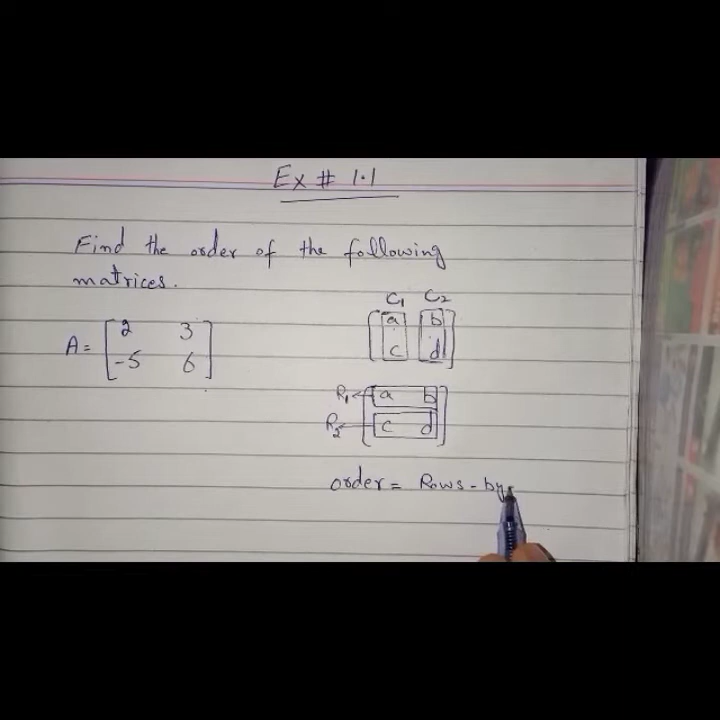 Ex # 1.1
Find the order of the following
matrices.
C1 C2
[a b
c d]
A = [2 3
-5 6]
R1 ← [a b
R2 ← c d]
order = Rows - by